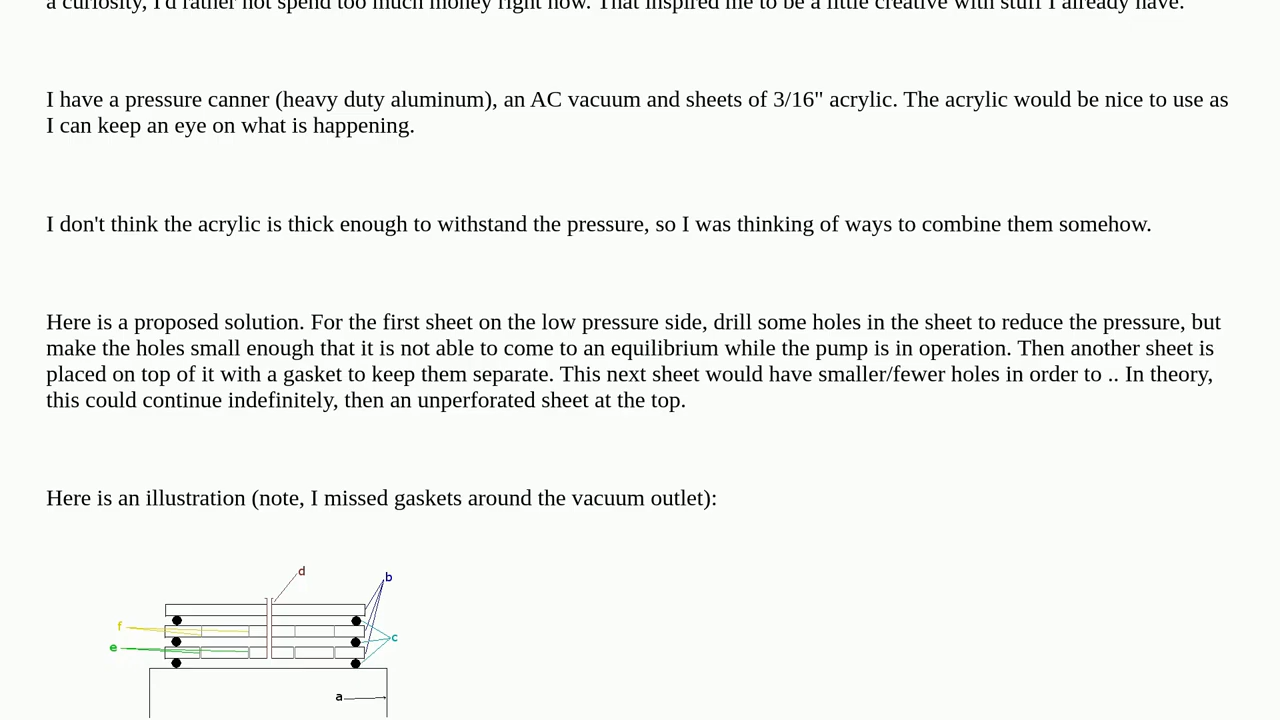 a curiosity, I'd rather not spend too much money right now. That inspired me to be a little creative with stuff I already have.
I have a pressure canner (heavy duty aluminum), an AC vacuum and sheets of 3/16" acrylic. The acrylic would be nice to use as
I can keep an eye on what is happening.
I don't think the acrylic is thick enough to withstand the pressure, so I was thinking of ways to combine them somehow.
Here is a proposed solution. For the first sheet on the low pressure side, drill some holes in the sheet to reduce the pressure, but
make the holes small enough that it is not able to come to an equilibrium while the pump is in operation. Then another sheet is
placed on top of it with a gasket to keep them separate. This next sheet would have smaller/fewer holes in order to .. In theory,
this could continue indefinitely, then an unperforated sheet at the top.
Here is an illustration (note, I missed gaskets around the vacuum outlet):
d
b
f
c
e
a